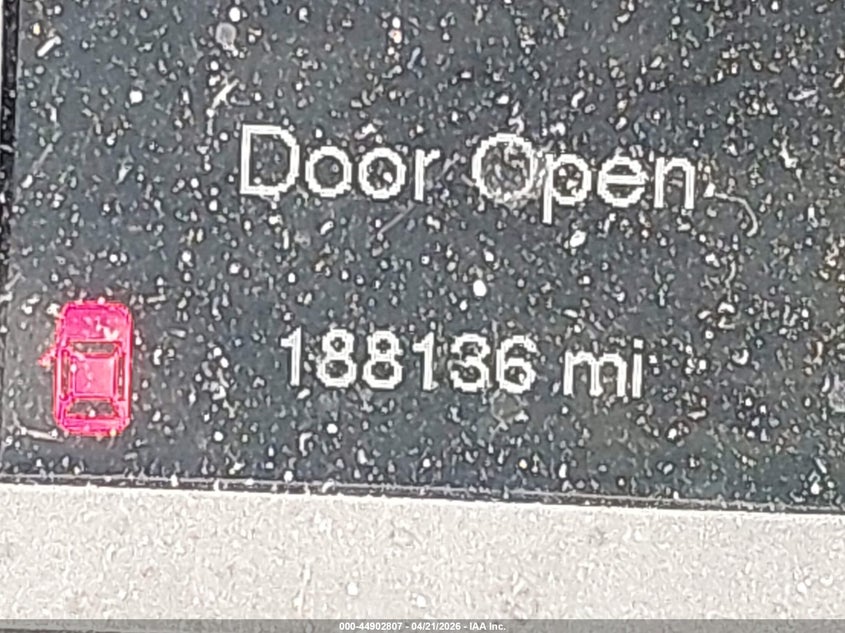 Door Open
188136 mi
000-44902807 - 04/21/2026 - IAA Inc.